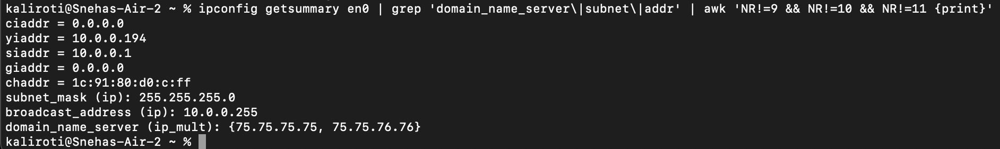 kaliroti@Snehas-Air-2 ~ % ipconfig getsummary en0 | grep 'domain_name_server\|subnet\|addr' | awk 'NR!=9 && NR!=10 && NR!=11 {print}'
ciaddr = 0.0.0.0
yiaddr = 10.0.0.194
siaddr = 10.0.0.1
giaddr = 0.0.0.0
chaddr = 1c:91:80:d0:c:ff
subnet_mask (ip): 255.255.255.0
broadcast_address (ip): 10.0.0.255
domain_name_server (ip_mult): {75.75.75.75, 75.75.76.76}
kaliroti@Snehas-Air-2 ~ %